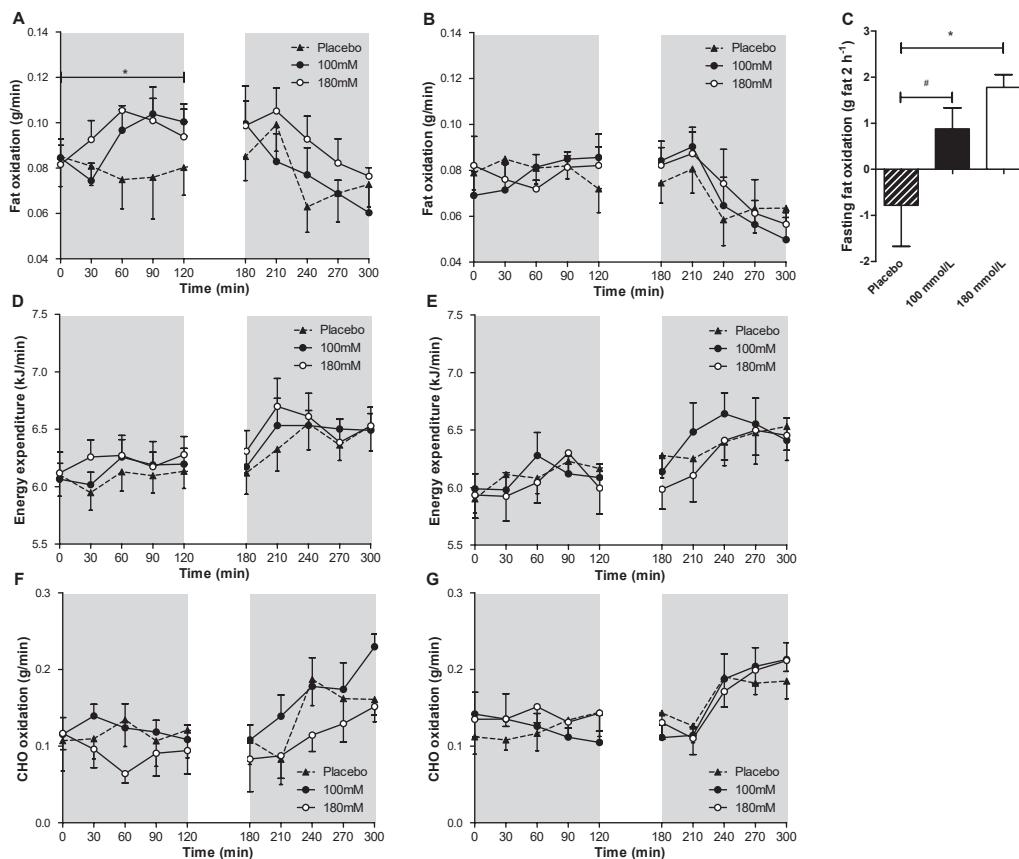 A
Fat oxidation (g/min)
0.14
0.12
0.10
0.08
0.06
0.04
*
Placebo
100mM
180mM
0 30 60 90 120 180 210 240 270 300
Time (min)
B
Fat oxidation (g/min)
0.14
0.12
0.10
0.08
0.06
0.04
Placebo
100mM
180mM
0 30 60 90 120 180 210 240 270 300
Time (min)
C
Fasting fat oxidation (g fat 2 h-1)
3
2
1
0
-1
-2
*
#
Placebo
100 mmol/L
180 mmol/L
D
Energy expenditure (kJ/min)
7.5
7.0
6.5
6.0
5.5
Placebo
100mM
180mM
0 30 60 90 120 180 210 240 270 300
Time (min)
E
Energy expenditure (kJ/min)
7.5
7.0
6.5
6.0
5.5
Placebo
100mM
180mM
0 30 60 90 120 180 210 240 270 300
Time (min)
F
CHO oxidation (g/min)
0.3
0.2
0.1
0.0
Placebo
100mM
180mM
0 30 60 90 120 180 210 240 270 300
Time (min)
G
CHO oxidation (g/min)
0.3
0.2
0.1
0.0
Placebo
100mM
180mM
0 30 60 90 120 180 210 240 270 300
Time (min)